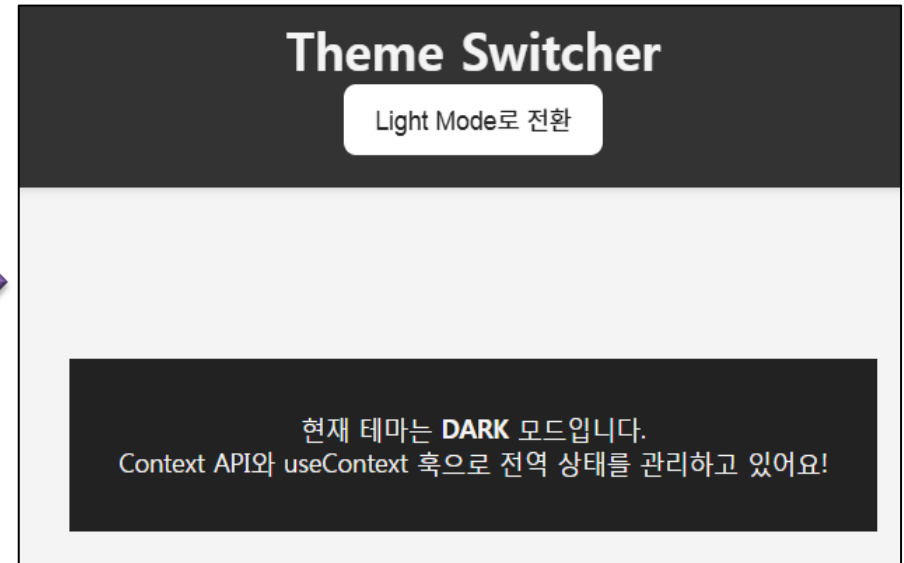 Theme Switcher
Light Mode로 전환
현재 테마는 DARK 모드입니다.
Context API와 useContext 훅으로 전역 상태를 관리하고 있어요!